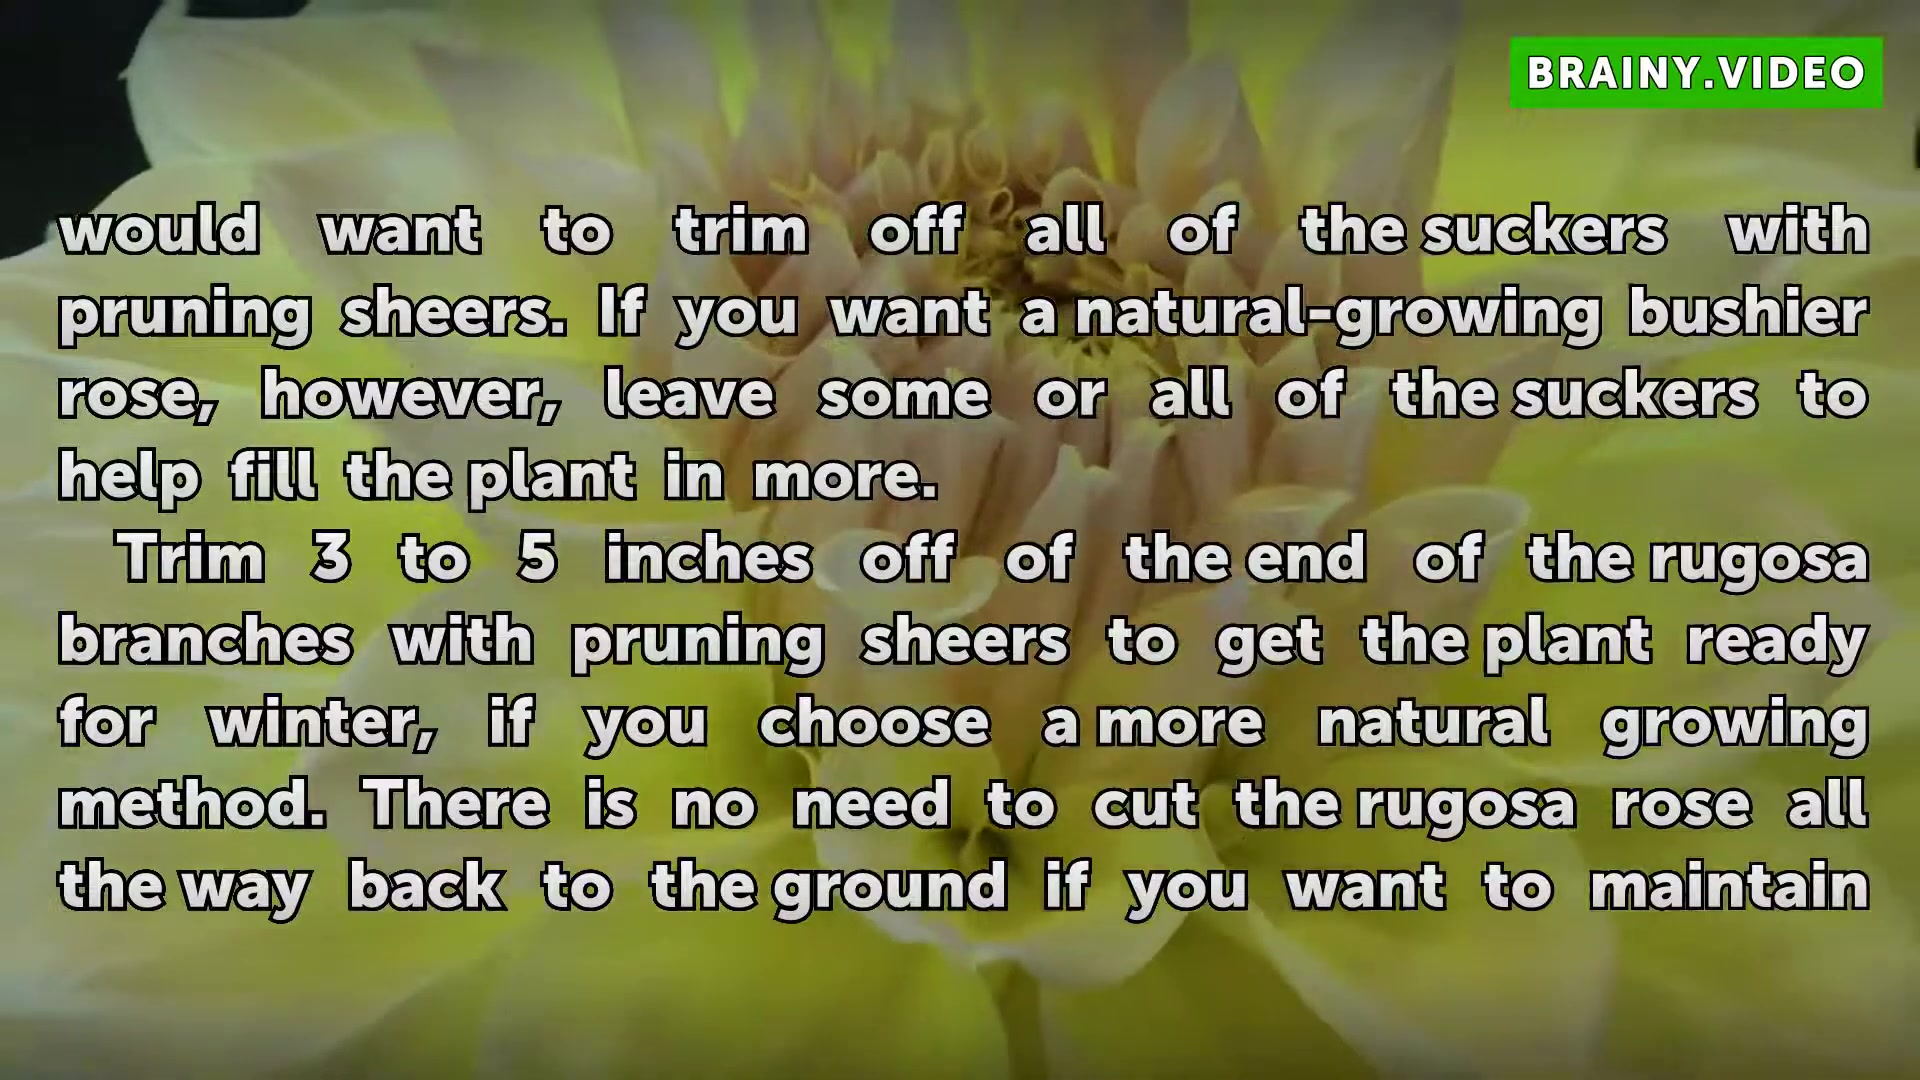 BRAINY.VIDEO
would want to trim off all of the suckers with
pruning sheers. If you want a natural-growing bushier
rose, however, leave some or all of the suckers to
help fill the plant in more.
Trim 3 to 5 inches off of the end of the rugosa
branches with pruning sheers to get the plant ready
for winter, if you choose a more natural growing
method. There is no need to cut the rugosa rose all
the way back to the ground if you want to maintain